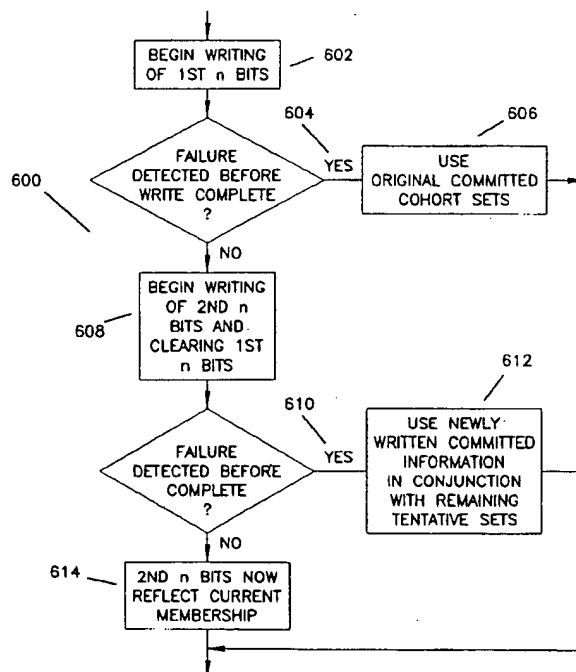 BEGIN WRITING
OF 1ST n BITS
602
604
606
FAILURE
DETECTED BEFORE
WRITE COMPLETE
?
YES
USE
ORIGINAL COMMITTED
COHORT SETS
600
NO
BEGIN WRITING
OF 2ND n
BITS AND
CLEARING 1ST
n BITS
608
610
612
FAILURE
DETECTED BEFORE
COMPLETE
?
YES
USE NEWLY
WRITTEN COMMITTED
INFORMATION
IN CONJUNCTION
WITH REMAINING
TENTATIVE SETS
NO
614
2ND n BITS NOW
REFLECT CURRENT
MEMBERSHIP